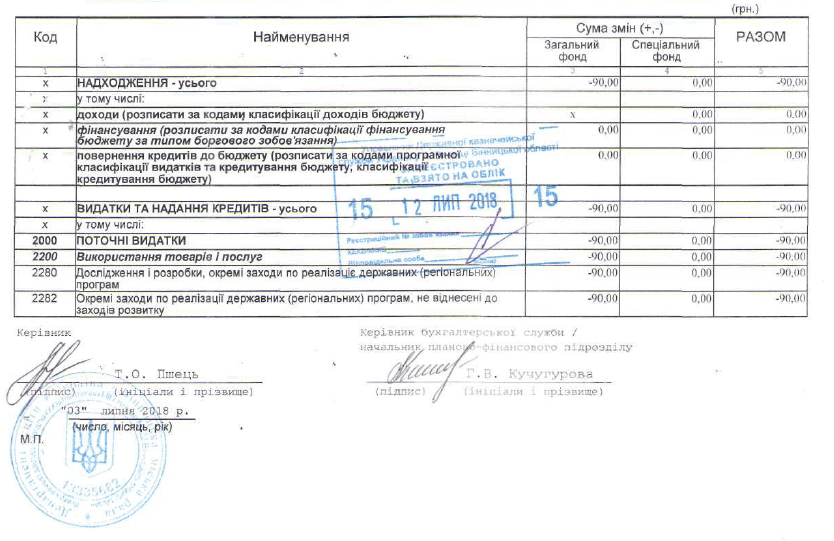 (грн.)
Код Найменування Сума змін (+,-) РАЗОМ
Загальний фонд Спеціальний фонд
1 2 3 4 5
х НАДХОДЖЕННЯ - усього -90,00 0,00 -90,00
х у тому числі:
х доходи (розписати за кодами класифікації доходів бюджету) х 0,00 0,00
х фінансування (розписати за кодами класифікації фінансування 0,00 0,00 0,00
бюджету за типом боргового зобов'язання)
х повернення кредитів до бюджету (розписати за кодами програмної 0,00 0,00 0,00
класифікації видатків та кредитування бюджету, класифікації
кредитування бюджету)
Державної казначейської
Вінницької області
ЗАРЕЄСТРОВАНО
ТА ВЗЯТО НА ОБЛІК
15 12 ЛИП 2018 15
Реєстраційний №
Відповідальна особа
х ВИДАТКИ ТА НАДАННЯ КРЕДИТІВ - усього -90,00 0,00 -90,00
х у тому числі:
2000 ПОТОЧНІ ВИДАТКИ -90,00 0,00 -90,00
2200 Використання товарів і послуг -90,00 0,00 -90,00
2280 Дослідження і розробки, окремі заходи по реалізації державних (регіональних) -90,00 0,00 -90,00
програм
2282 Окремі заходи по реалізації державних (регіональних) програм, не віднесені до -90,00 0,00 -90,00
заходів розвитку
Керівник
Т.О. Пшець
(підпис) (ініціали і прізвище)
Керівник бухгалтерської служби /
начальник планово-фінансового підрозділу
Г.В. Кучугурова
(підпис) (ініціали і прізвище)
"03" липня 2018 р.
(число, місяць, рік)
М.П.
13335682